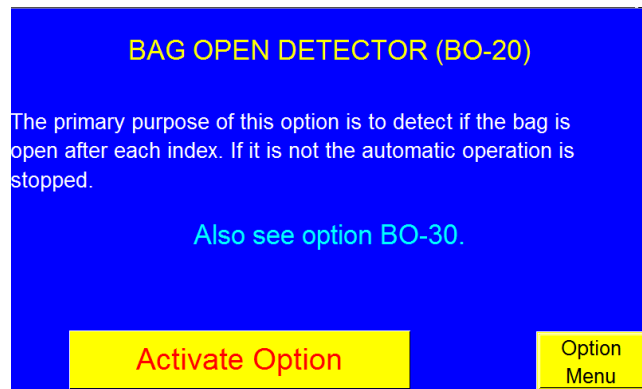 BAG OPEN DETECTOR (BO-20)
The primary purpose of this option is to detect if the bag is
open after each index. If it is not the automatic operation is
stopped.
Also see option BO-30.
Activate Option
Option
Menu